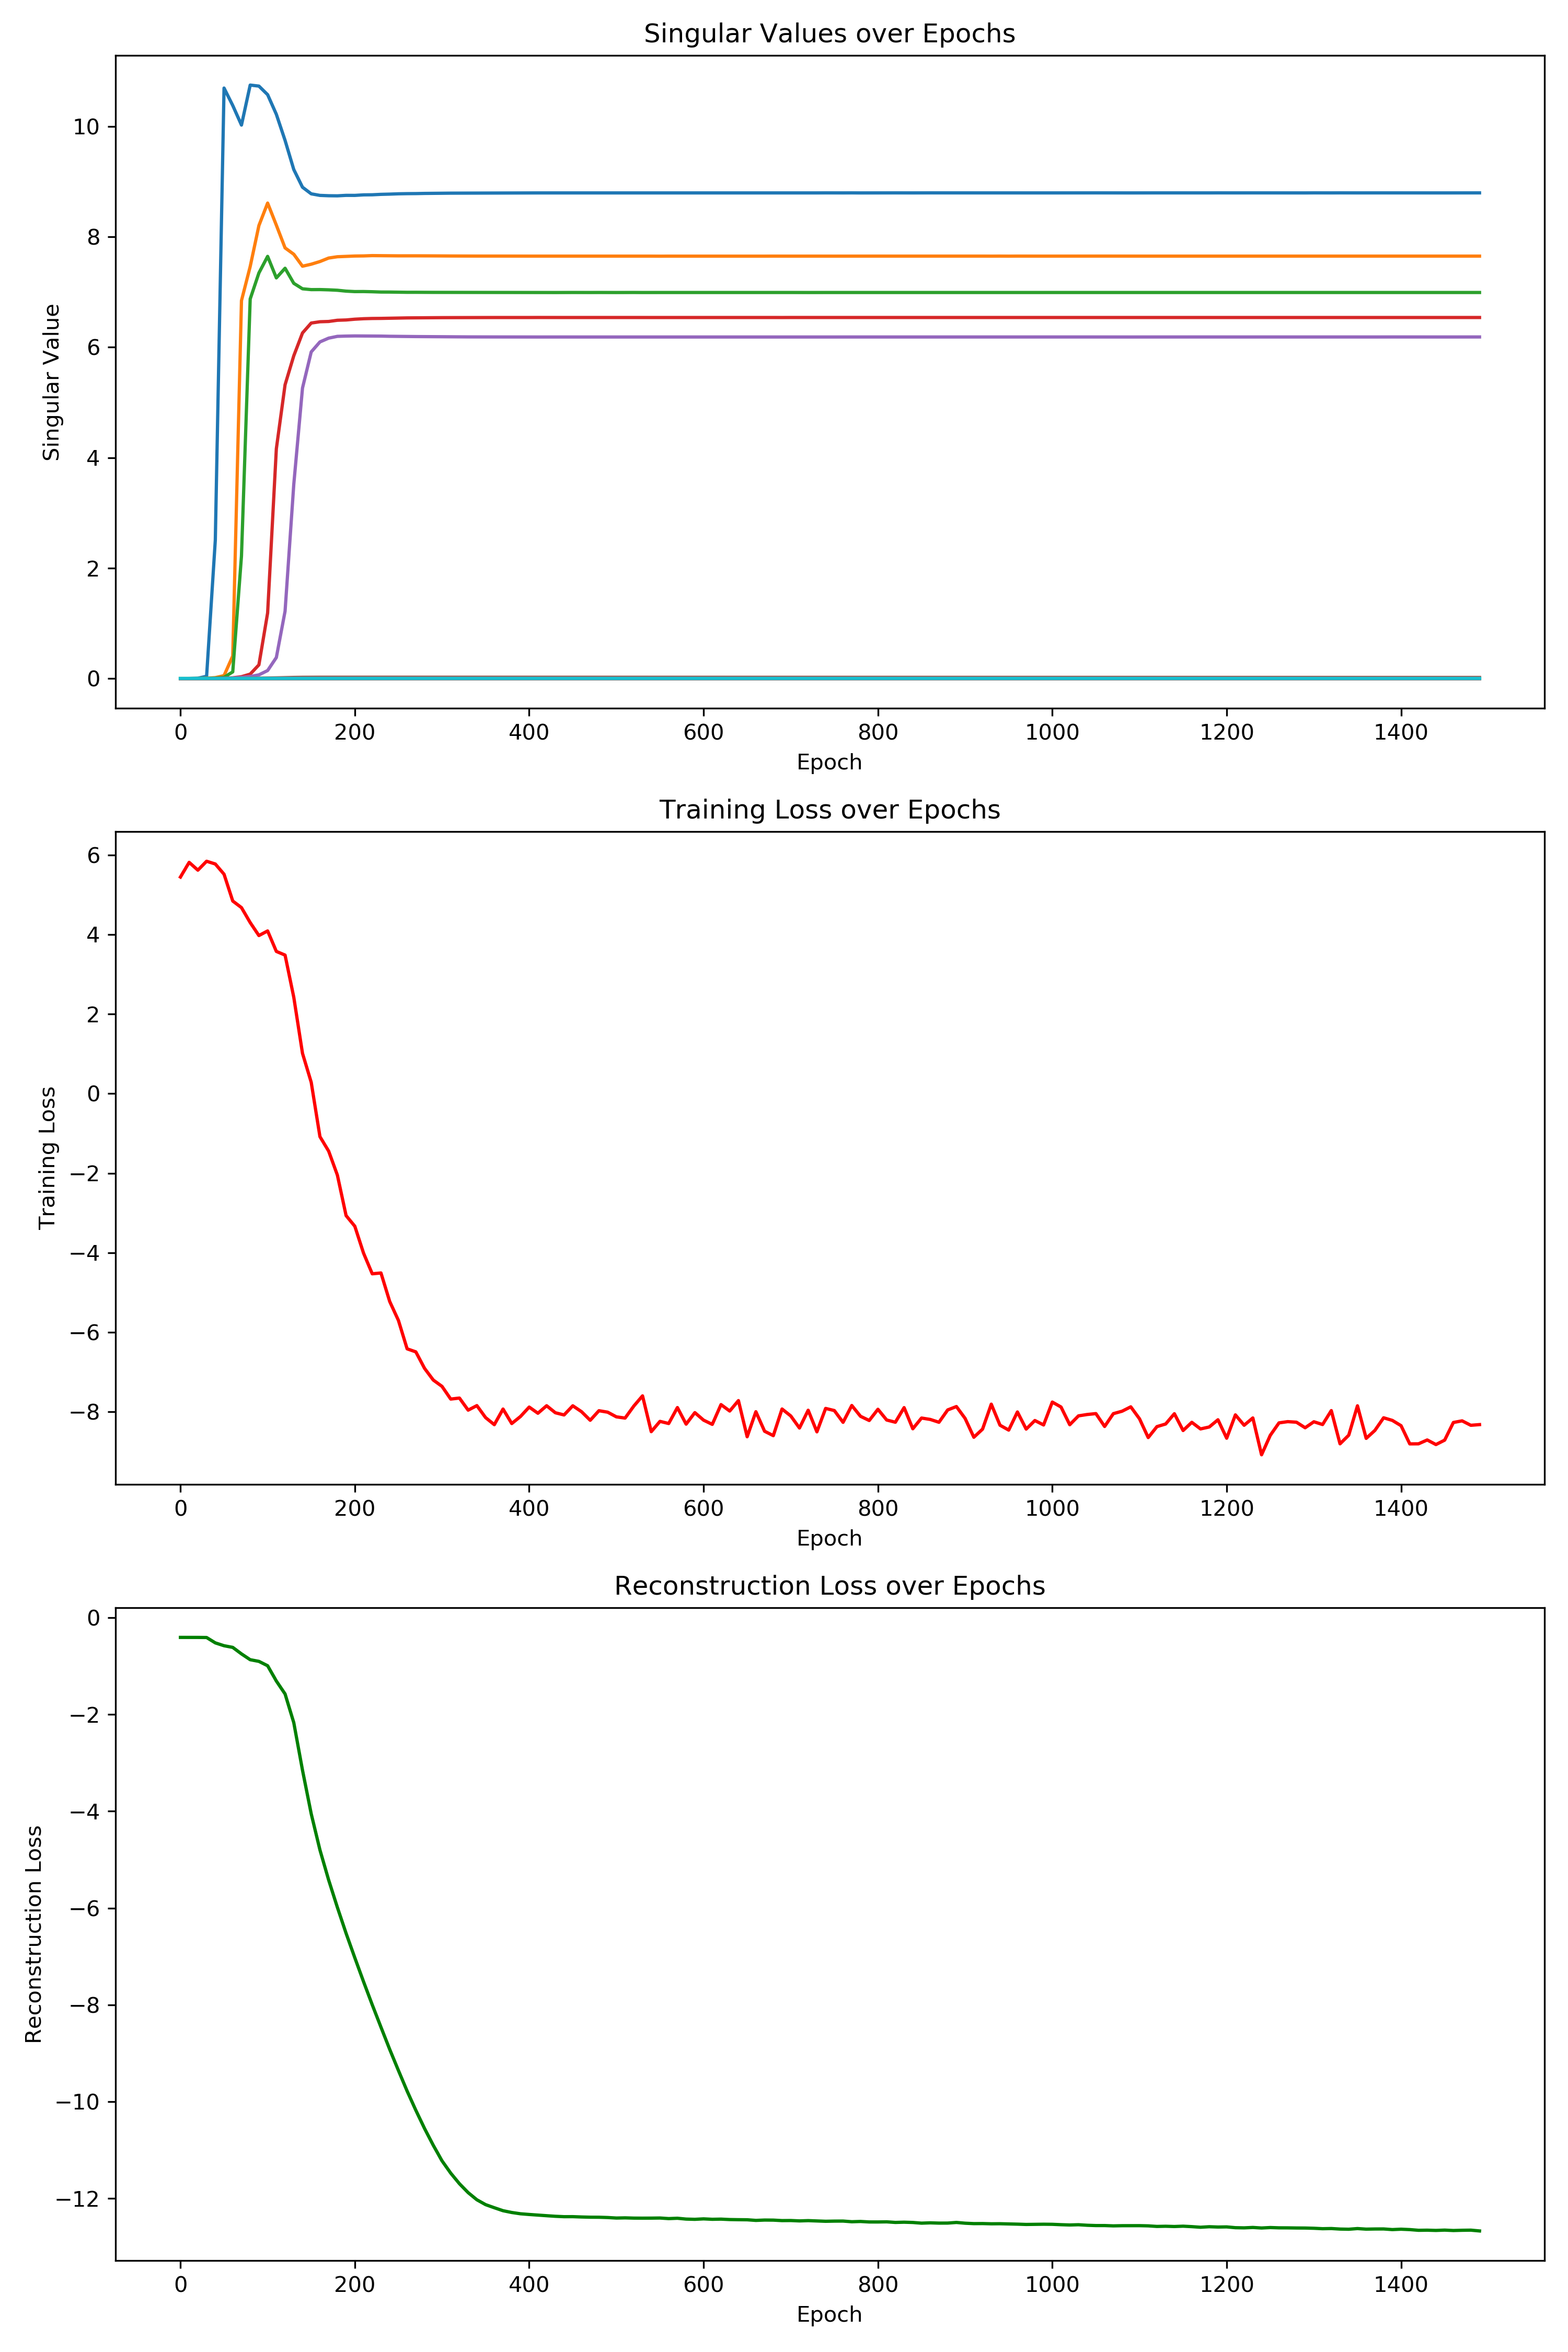 Singular Values over Epochs
Singular Value
10
8
6
4
2
0
0 200 400 600 800 1000 1200 1400
Epoch
Training Loss over Epochs
Training Loss
6
4
2
0
−2
−4
−6
−8
0 200 400 600 800 1000 1200 1400
Epoch
Reconstruction Loss over Epochs
Reconstruction Loss
0
−2
−4
−6
−8
−10
−12
0 200 400 600 800 1000 1200 1400
Epoch